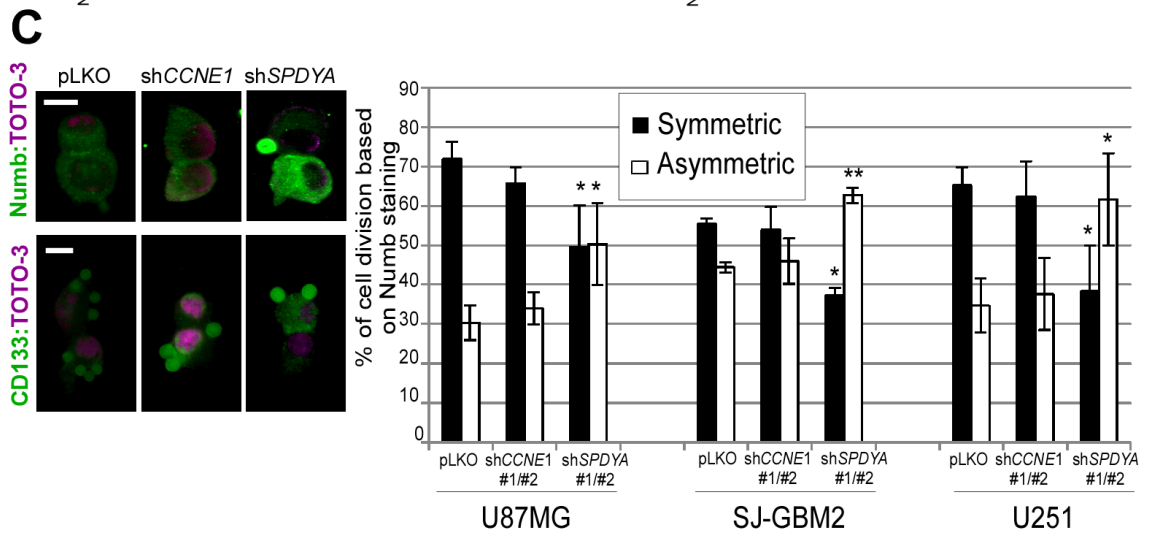 2
2
C
pLKO shCCNE1 shSPDYA
Numb:TOTO-3
CD133:TOTO-3
% of cell division based
on Numb staining
90
80
70
60
50
40
30
20
10
0
Symmetric
Asymmetric
* *
*
**
*
*
pLKO shCCNE1 shSPDYA pLKO shCCNE1 shSPDYA pLKO shCCNE1 shSPDYA
#1/#2 #1/#2 #1/#2 #1/#2 #1/#2 #1/#2
U87MG SJ-GBM2 U251